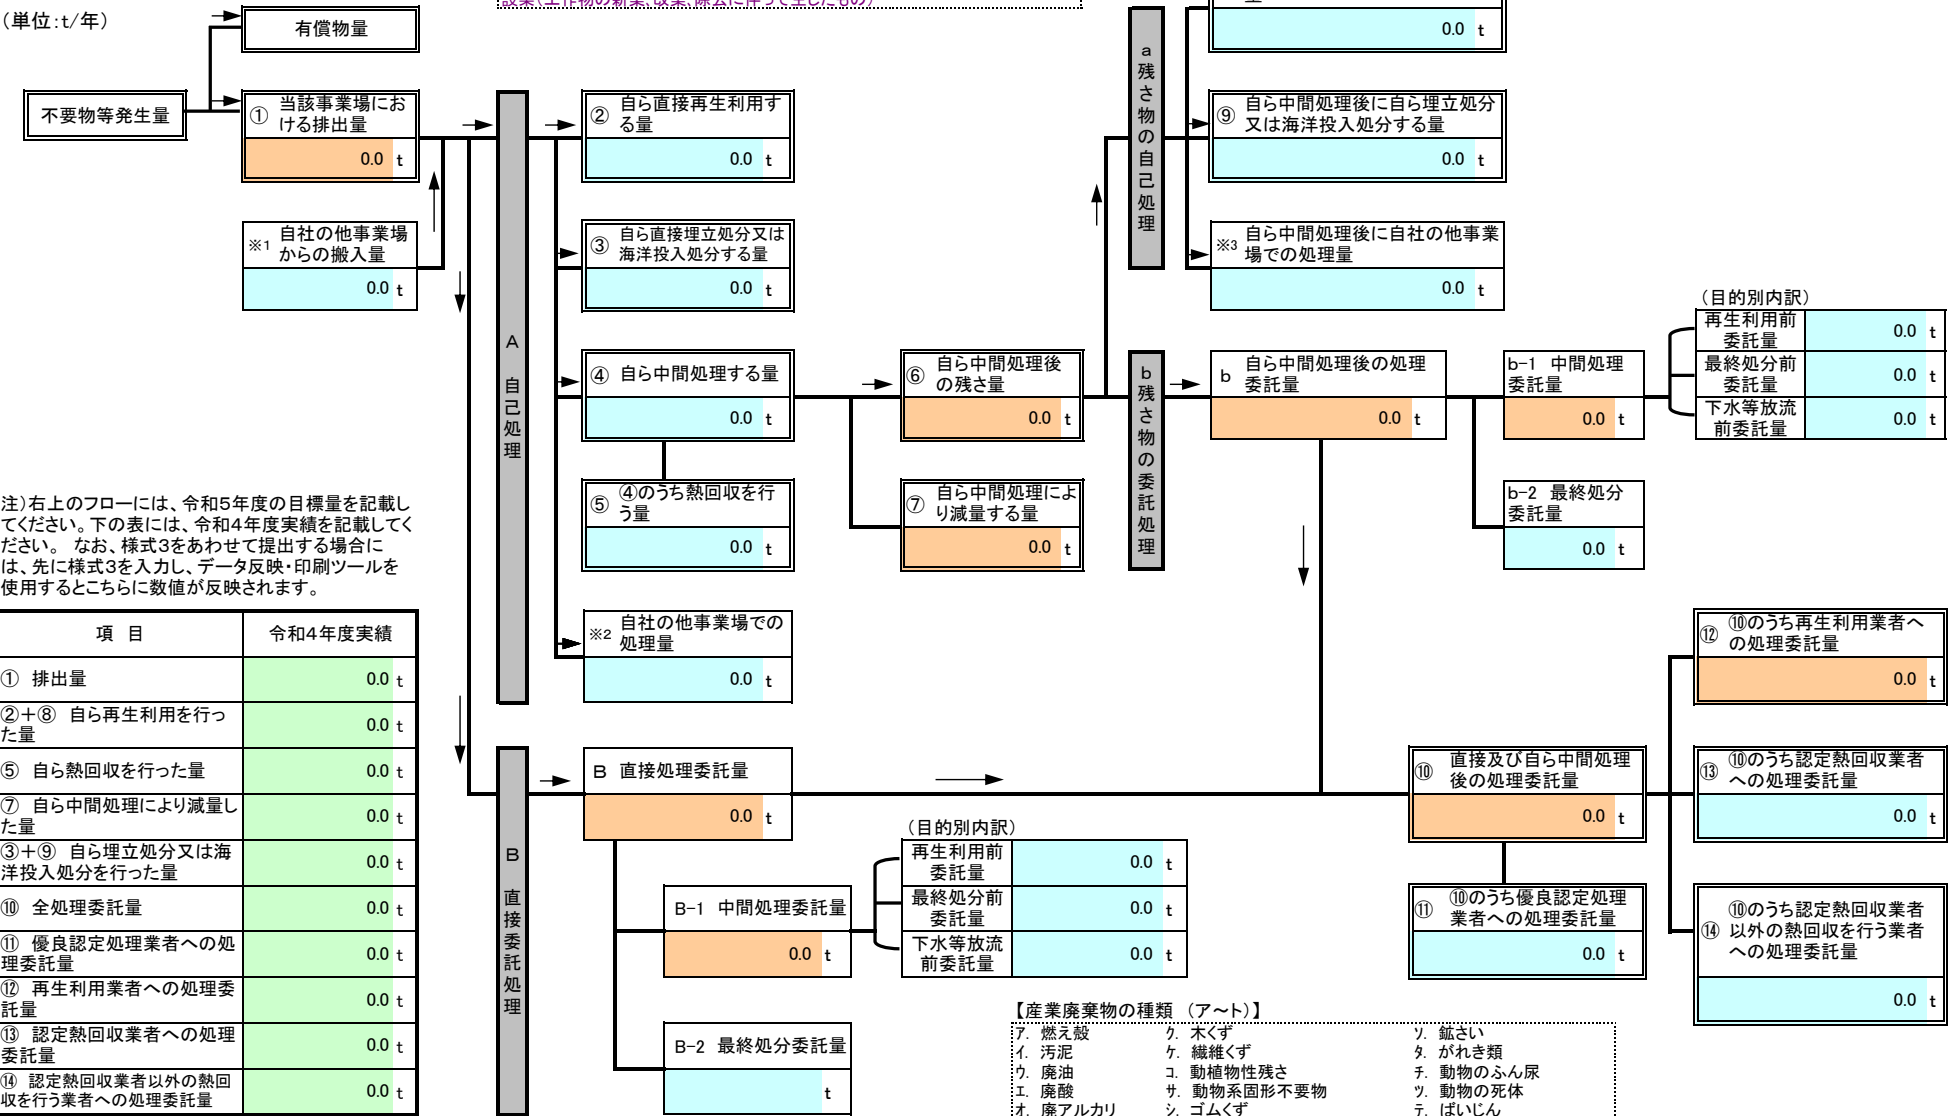 (単位:t/年)
有償物量
不要物等発生量
① 当該事業場にお
ける排出量
0.0 t
※1 自社の他事業場
からの搬入量
0.0 t
A 自己処理
② 自ら直接再生利用す
る量
0.0 t
③ 自ら直接埋立処分又は
海洋投入処分する量
0.0 t
④ 自ら中間処理する量
0.0 t
⑤ ④のうち熱回収を行
う量
0.0 t
※2 自社の他事業場での
処理量
0.0 t
⑥ 自ら中間処理後
の残さ量
0.0 t
⑦ 自ら中間処理によ
り減量する量
0.0 t
a 残さ物の自己処理
0.0 t
⑨ 自ら中間処理後に自ら埋立処分
又は海洋投入処分する量
0.0 t
※3 自ら中間処理後に自社の他事業
場での処理量
0.0 t
b 残さ物の委託処理
b 自ら中間処理後の処理
委託量
0.0 t
b-1 中間処理
委託量
0.0 t
b-2 最終処分
委託量
0.0 t
(目的別内訳)
再生利用前
委託量 0.0 t
最終処分前
委託量 0.0 t
下水等放流
前委託量 0.0 t
注)右上のフローには、令和5年度の目標量を記載し
てください。下の表には、令和4年度実績を記載してく
ださい。 なお、様式3をあわせて提出する場合に
は、先に様式3を入力し、データ反映・印刷ツールを
使用するとこちらに数値が反映されます。
項 目 令和4年度実績
① 排出量 0.0 t
②+⑧ 自ら再生利用を行っ
た量 0.0 t
⑤ 自ら熱回収を行った量 0.0 t
⑦ 自ら中間処理により減量し
た量 0.0 t
③+⑨ 自ら埋立処分又は海
洋投入処分を行った量 0.0 t
⑩ 全処理委託量 0.0 t
⑪ 優良認定処理業者への処
理委託量 0.0 t
⑫ 再生利用業者への処理委
託量 0.0 t
⑬ 認定熱回収業者への処理
委託量 0.0 t
⑭ 認定熱回収業者以外の熱回
収を行う業者への処理委託量 0.0 t
B 直接委託処理
B 直接処理委託量
0.0 t
B-1 中間処理委託量
0.0 t
B-2 最終処分委託量
t
(目的別内訳)
再生利用前
委託量 0.0 t
最終処分前
委託量 0.0 t
下水等放流
前委託量 0.0 t
⑩ 直接及び自ら中間処理
後の処理委託量
0.0 t
⑪ ⑩のうち優良認定処理
業者への処理委託量
0.0 t
⑫ ⑩のうち再生利用業者へ
の処理委託量
0.0 t
⑬ ⑩のうち認定熱回収業者
への処理委託量
0.0 t
⑭ ⑩のうち認定熱回収業者
以外の熱回収を行う業者
への処理委託量
0.0 t
【産業廃棄物の種類 (ア~ト)】
ア. 燃え殻 ク. 木くず ソ. 鉱さい
イ. 汚泥 ケ. 繊維くず タ. がれき類
ウ. 廃油 コ. 動植物性残さ チ. 動物のふん尿
エ. 廃酸 サ. 動物系固形不要物 ツ. 動物の死体
オ. 廃アルカリ シ. ゴムくず テ. ばいじん